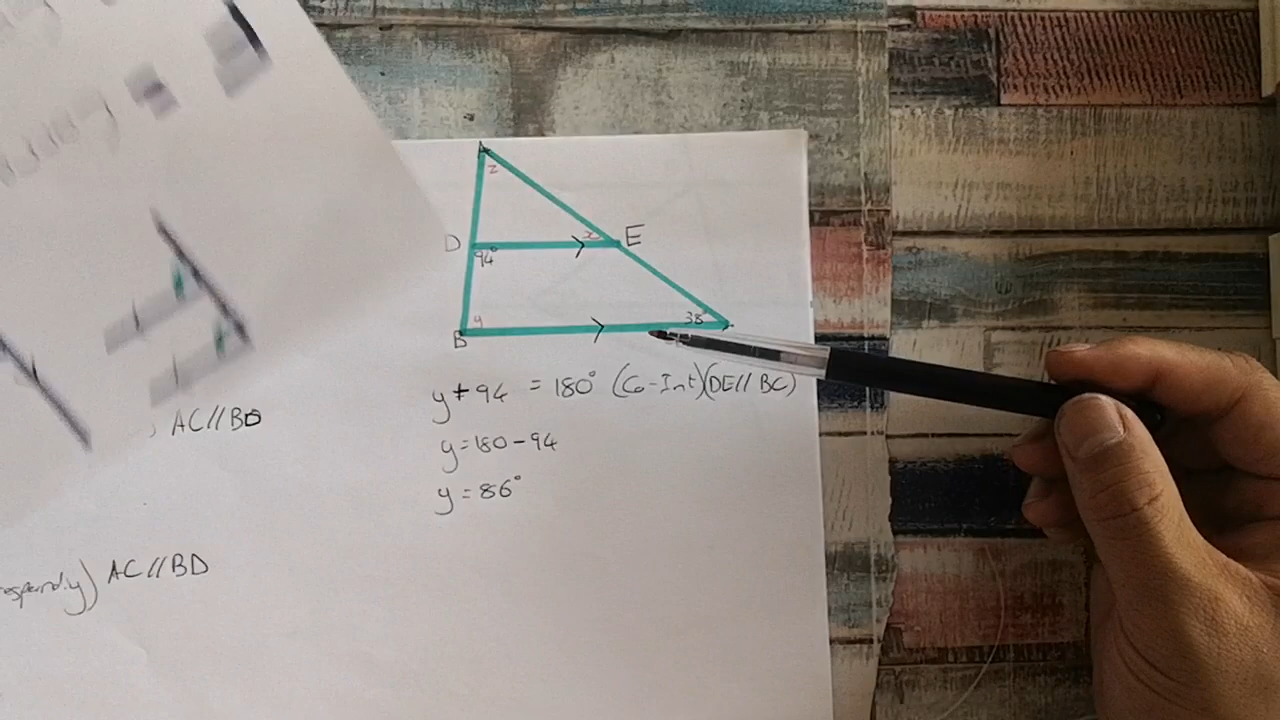 A
z
D
x
E
94°
y
38°
B
y + 94 = 180° (Co-Int)(DE//BC)
y = 180 - 94
y = 86°
AC//BD
AC//BD